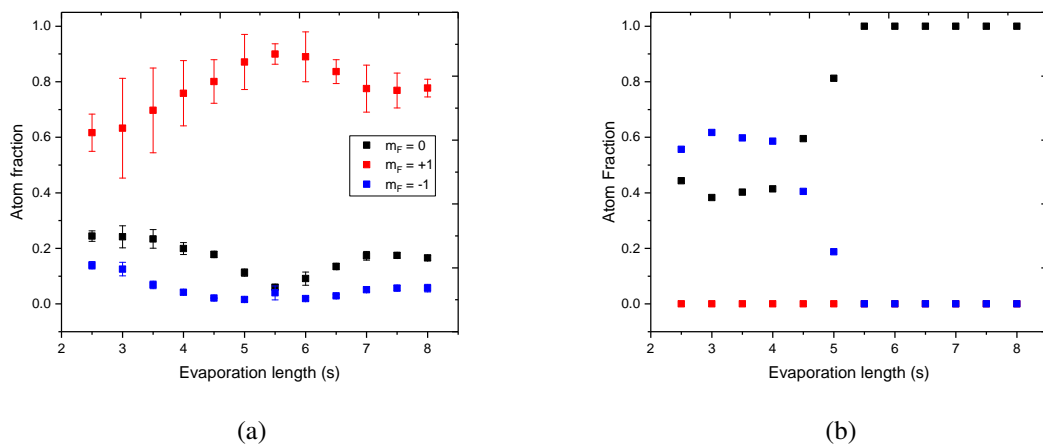 1.0
0.8
0.6
0.4
0.2
0.0
Atom fraction
m_F = 0
m_F = +1
m_F = -1
2 3 4 5 6 7 8
Evaporation length (s)
(a)
1.0
0.8
0.6
0.4
0.2
0.0
Atom Fraction
2 3 4 5 6 7 8
Evaporation length (s)
(b)